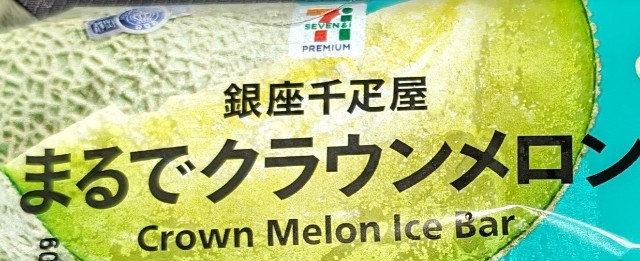 SEVEN&i
PREMIUM
銀座千疋屋
まるでクラウンメロン
Crown Melon Ice Bar
0g